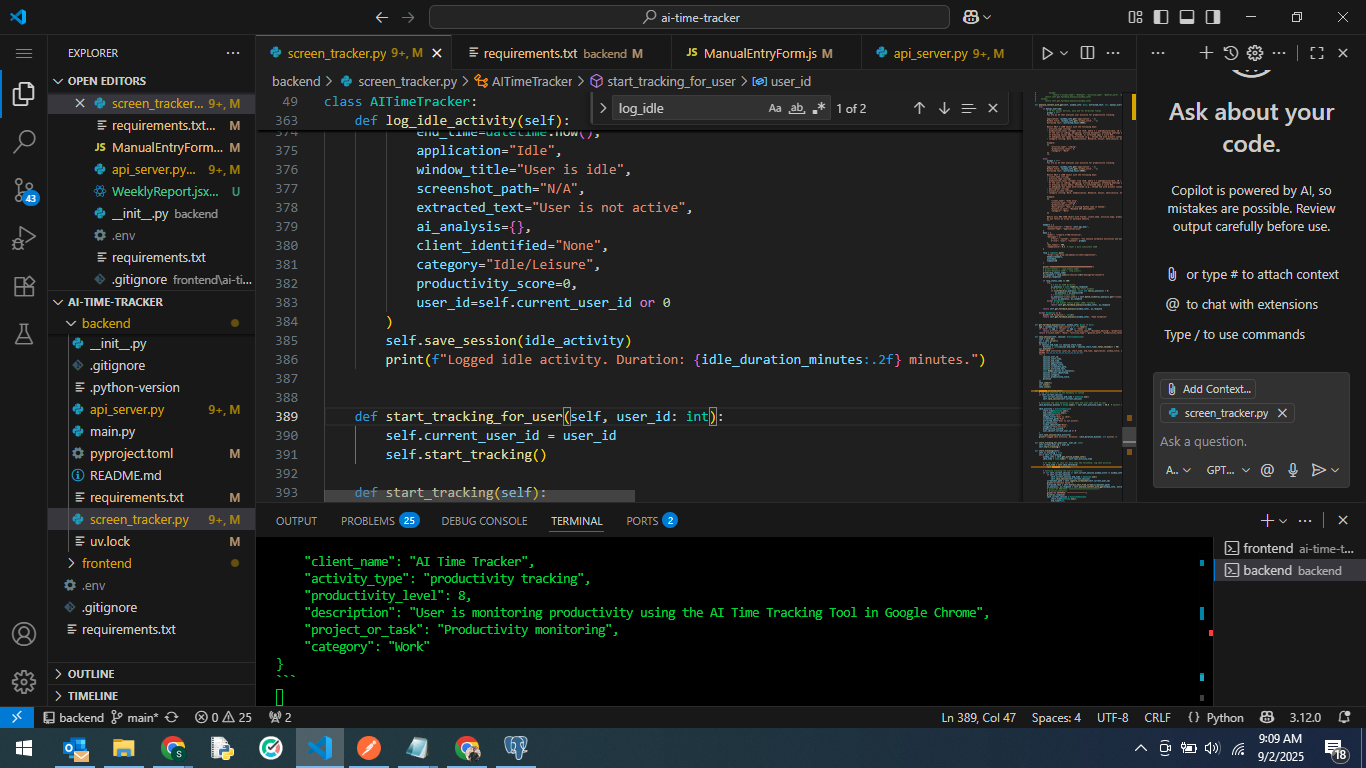 ai-time-tracker
EXPLORER
OPEN EDITORS
screen_tracker... 9+, M
requirements.txt... M
ManualEntryForm... M
api_server.py... 9+, M
WeeklyReport.jsx... U
__init__.py backend
.env
requirements.txt
.gitignore frontend\ai-ti...
AI-TIME-TRACKER
backend
__init__.py
.gitignore
.python-version
api_server.py 9+, M
main.py
pyproject.toml M
README.md
requirements.txt M
screen_tracker.py 9+, M
uv.lock M
frontend
.env
.gitignore
requirements.txt
OUTLINE
TIMELINE
43
screen_tracker.py 9+, M
requirements.txt backend M
JS ManualEntryForm.js M
api_server.py 9+, M
backend > screen_tracker.py > AITimeTracker > start_tracking_for_user > user_id
log_idle Aa ab .* 1 of 2
49 class AITimeTracker:
363 def log_idle_activity(self):
374 end_time=datetime.now(),
375 application="Idle",
376 window_title="User is idle",
377 screenshot_path="N/A",
378 extracted_text="User is not active",
379 ai_analysis={},
380 client_identified="None",
381 category="Idle/Leisure",
382 productivity_score=0,
383 user_id=self.current_user_id or 0
384 )
385 self.save_session(idle_activity)
386 print(f"Logged idle activity. Duration: {idle_duration_minutes:.2f} minutes.")
387
388
389 def start_tracking_for_user(self, user_id: int):
390 self.current_user_id = user_id
391 self.start_tracking()
392
393 def start_tracking(self):
OUTPUT PROBLEMS 25 DEBUG CONSOLE TERMINAL PORTS 2
"client_name": "AI Time Tracker",
"activity_type": "productivity tracking",
"productivity_level": 8,
"description": "User is monitoring productivity using the AI Time Tracking Tool in Google Chrome",
"project_or_task": "Productivity monitoring",
"category": "Work"
}
```
frontend ai-time-t...
backend backend
Ask about your
code.
Copilot is powered by AI, so
mistakes are possible. Review
output carefully before use.
or type # to attach context
@ to chat with extensions
Type / to use commands
Add Context...
screen_tracker.py
Ask a question.
A.. GPT...
backend main* 0 25 2
Ln 389, Col 47 Spaces: 4 UTF-8 CRLF {} Python 3.12.0
9:09 AM
9/2/2025
18